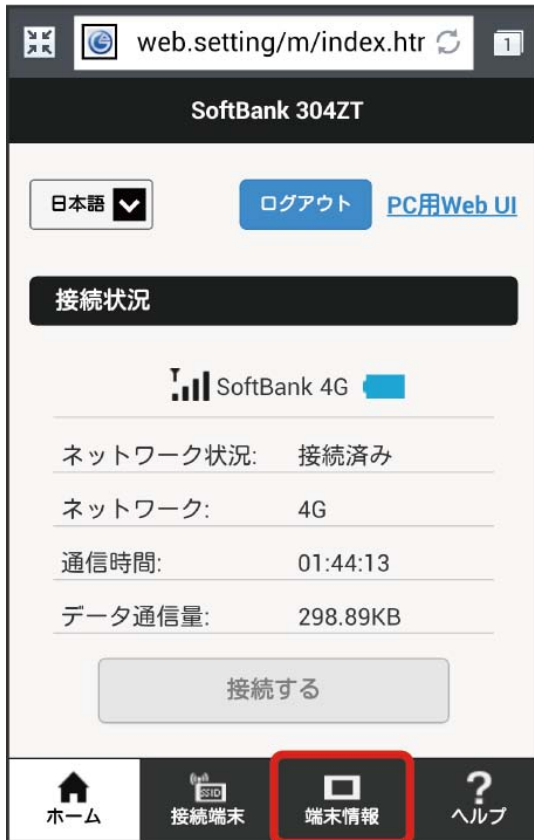 web.setting/m/index.htr
1
SoftBank 304ZT
日本語 ログアウト PC用Web UI
接続状況
SoftBank 4G
ネットワーク状況: 接続済み
ネットワーク: 4G
通信時間: 01:44:13
データ通信量: 298.89KB
接続する
SSID
ホーム 接続端末 端末情報 ヘルプ